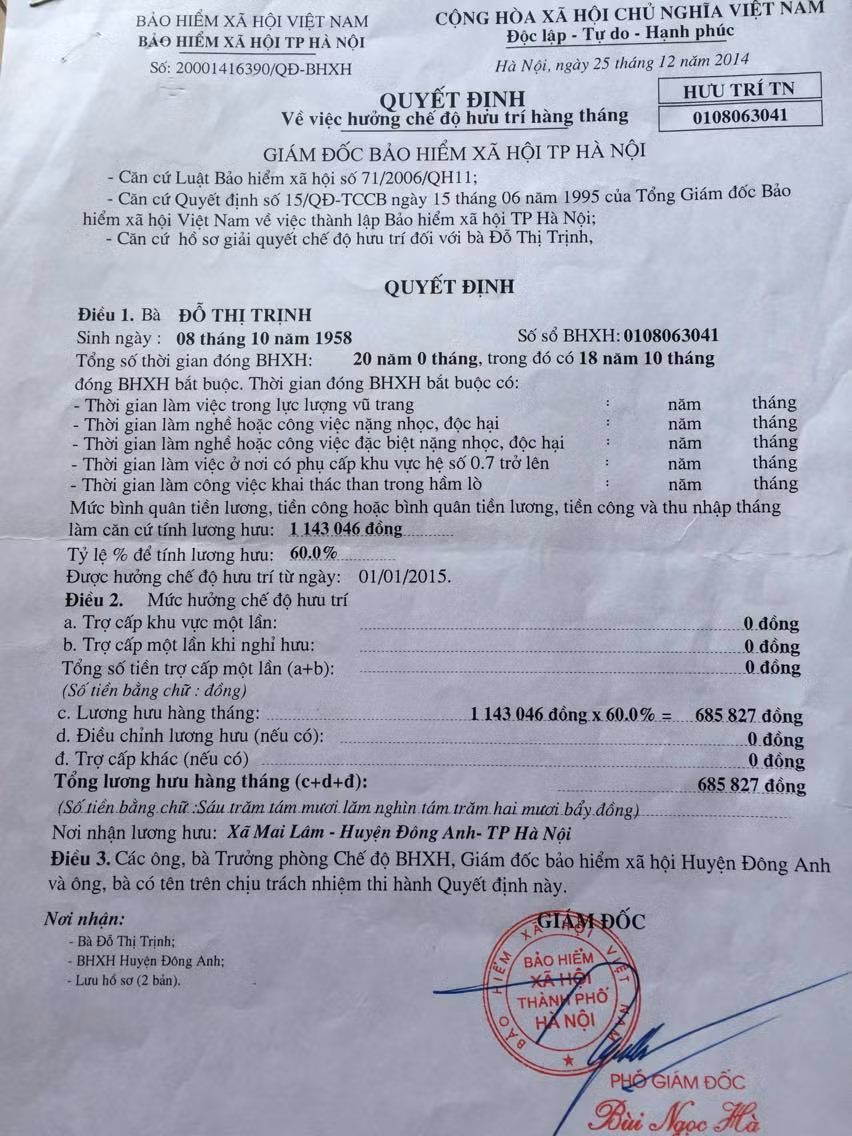 BẢO HIỂM XÃ HỘI VIỆT NAM
BẢO HIỂM XÃ HỘI TP HÀ NỘI
Số: 20001416390/QĐ-BHXH
CỘNG HÒA XÃ HỘI CHỦ NGHĨA VIỆT NAM
Độc lập - Tự do - Hạnh phúc
Hà Nội, ngày 25 tháng 12 năm 2014
HƯU TRÍ TN
0108063041
QUYẾT ĐỊNH
Về việc hưởng chế độ hưu trí hàng tháng
GIÁM ĐỐC BẢO HIỂM XÃ HỘI TP HÀ NỘI
- Căn cứ Luật Bảo hiểm xã hội số 71/2006/QH11;
- Căn cứ Quyết định số 15/QĐ-TCCB ngày 15 tháng 06 năm 1995 của Tổng Giám đốc Bảo
hiểm xã hội Việt Nam về việc thành lập Bảo hiểm xã hội TP Hà Nội;
- Căn cứ hồ sơ giải quyết chế độ hưu trí đối với bà Đỗ Thị Trịnh,
QUYẾT ĐỊNH
Điều 1. Bà ĐỖ THỊ TRỊNH
Sinh ngày : 08 tháng 10 năm 1958 Số sổ BHXH: 0108063041
Tổng số thời gian đóng BHXH: 20 năm 0 tháng, trong đó có 18 năm 10 tháng
đóng BHXH bắt buộc. Thời gian đóng BHXH bắt buộc có:
- Thời gian làm việc trong lực lượng vũ trang : năm tháng
- Thời gian làm nghề hoặc công việc nặng nhọc, độc hại : năm tháng
- Thời gian làm nghề hoặc công việc đặc biệt nặng nhọc, độc hại : năm tháng
- Thời gian làm việc ở nơi có phụ cấp khu vực hệ số 0.7 trở lên : năm tháng
- Thời gian làm công việc khai thác than trong hầm lò : năm tháng
Mức bình quân tiền lương, tiền công hoặc bình quân tiền lương, tiền công và thu nhập tháng
làm căn cứ tính lương hưu: 1 143 046 đồng
Tỷ lệ % để tính lương hưu: 60.0%
Được hưởng chế độ hưu trí từ ngày: 01/01/2015.
Điều 2. Mức hưởng chế độ hưu trí
a. Trợ cấp khu vực một lần: 0 đồng
b. Trợ cấp một lần khi nghỉ hưu: 0 đồng
Tổng số tiền trợ cấp một lần (a+b): 0 đồng
(Số tiền bằng chữ : đồng)
c. Lương hưu hàng tháng: 1 143 046 đồng x 60.0% = 685 827 đồng
d. Điều chỉnh lương hưu (nếu có): 0 đồng
đ. Trợ cấp khác (nếu có) 0 đồng
Tổng lương hưu hàng tháng (c+d+đ): 685 827 đồng
(Số tiền bằng chữ :Sáu trăm tám mươi lăm nghìn tám trăm hai mươi bẩy đồng)
Nơi nhận lương hưu: Xã Mai Lâm - Huyện Đông Anh- TP Hà Nội
Điều 3. Các ông, bà Trưởng phòng Chế độ BHXH, Giám đốc bảo hiểm xã hội Huyện Đông Anh
và ông, bà có tên trên chịu trách nhiệm thi hành Quyết định này.
Nơi nhận:
- Bà Đỗ Thị Trịnh;
- BHXH Huyện Đông Anh;
- Lưu hồ sơ (2 bản).
GIÁM ĐỐC
BẢO HIỂM XÃ HỘI VIỆT NAM
BẢO HIỂM
XÃ HỘI
THÀNH PHỐ
HÀ NỘI
PHÓ GIÁM ĐỐC
Bùi Ngọc Hà